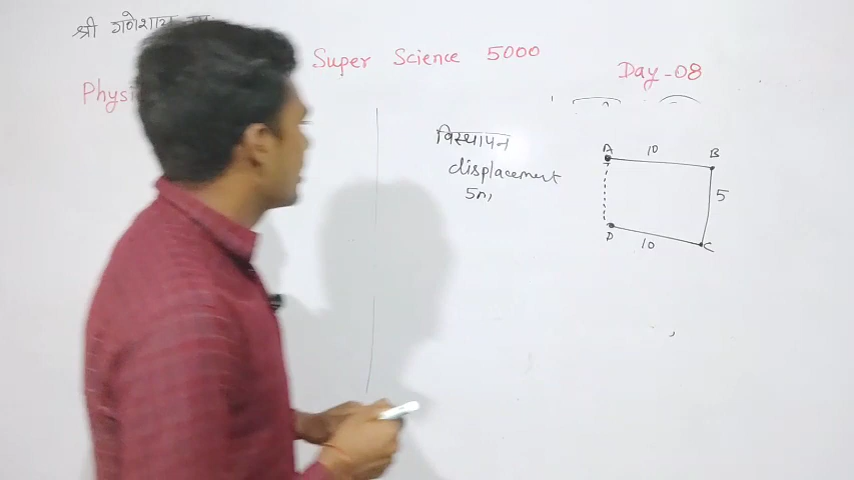 श्री गणेशाय
Super Science 5000
Day-08
Physi
विस्थापन
displacement
5m
A 10 B
5
D 10 C